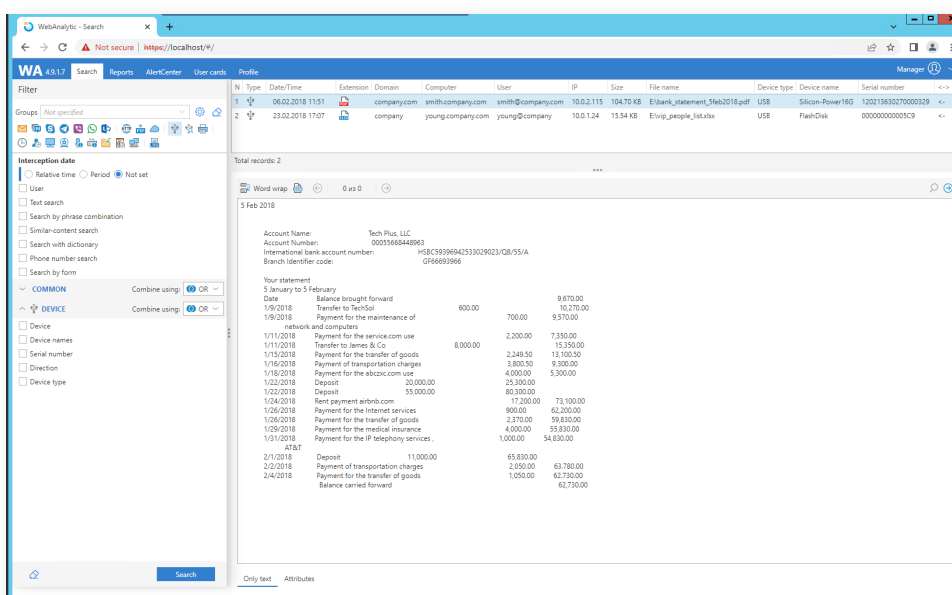 WebAnalytic - Search
Not secure https://localhost/#/
WA 4.9.1.7 Search Reports AlertCenter User cards Profile Manager
Filter
Groups Not specified
Interception date
Relative time Period Not set
User
Text search
Search by phrase combination
Similar-content search
Search with dictionary
Phone number search
Search by form
COMMON Combine using: OR
DEVICE Combine using: OR
Device
Device names
Serial number
Direction
Device type
Search
N Type Date/Time Extension Domain Computer User IP Size File name Device type Device name Serial number <->
1 06.02.2018 11:51 company.com smith.company.com smith@company.com 10.0.2.115 104.70 KB E:\bank_statement_5feb2018.pdf USB Silicon-Power16G 120213630270000329 <-
2 23.02.2018 17:07 company young.company.com young@company 10.0.1.24 15.54 KB E:\vip_people_list.xlsx USB FlashDisk 000000000005C9 <-
Total records: 2
Word wrap 0 из 0
5 Feb 2018
Account Name: Tech Plus, LLC
Account Number: 00055668448963
International bank account number: HSBC59396942533029023/QB/55/A
Branch Identifier code: GF66693966
Your statement
5 January to 5 February
Date Balance brought forward 9,670.00
1/9/2018 Transfer to TechSol 600.00 10,270.00
1/9/2018 Payment for the maintenance of 700.00 9,570.00
network and computers
1/11/2018 Payment for the service.com use 2,200.00 7,350.00
1/11/2018 Transfer to James & Co 8,000.00 15,350.00
1/15/2018 Payment for the transfer of goods 2,249.50 13,100.50
1/16/2018 Payment of transportation charges 3,800.50 9,300.00
1/18/2018 Payment for the abczxc.com use 4,000.00 5,300.00
1/22/2018 Deposit 20,000.00 25,300.00
1/22/2018 Deposit 55,000.00 80,300.00
1/24/2018 Rent payment airbnb.com 17,200.00 73,100.00
1/26/2018 Payment for the Internet services 900.00 62,200.00
1/26/2018 Payment for the transfer of goods 2,370.00 59,830.00
1/29/2018 Payment for the medical insurance 4,000.00 55,830.00
1/31/2018 Payment for the IP telephony services , 1,000.00 54,830.00
AT&T
2/1/2018 Deposit 11,000.00 65,830.00
2/2/2018 Payment of transportation charges 2,050.00 63.780.00
2/4/2018 Payment for the transfer of goods 1,050.00 62.730.00
Balance carried forward 62,730.00
Only text Attributes